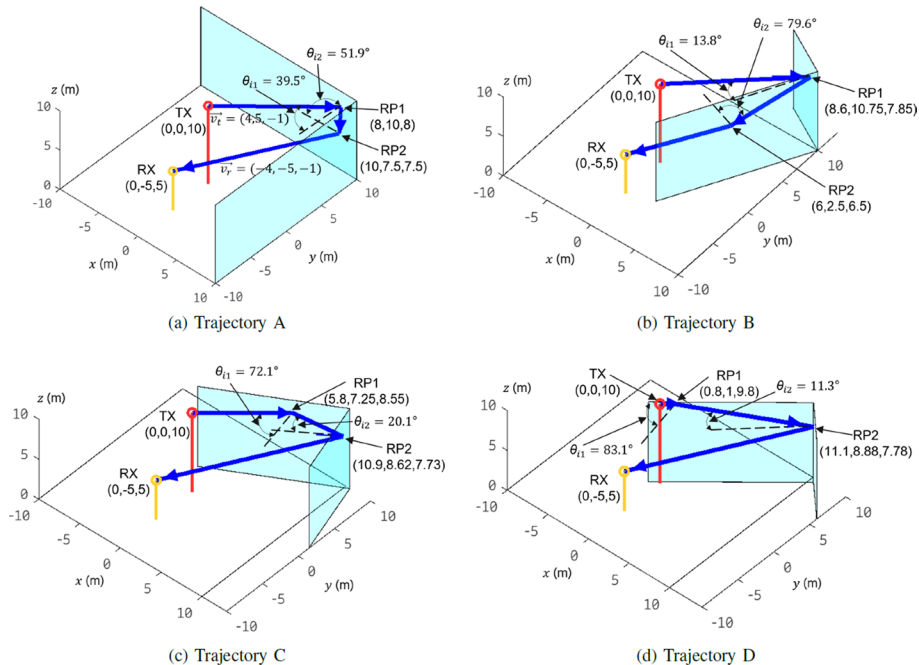 θi1 = 39.5°
θi2 = 51.9°
z (m)
10
5
0
TX
(0,0,10)
v⃗t = (4,5,−1)
RP1
(8,10,8)
RP2
(10,7.5,7.5)
RX
(0,-5,5)
v⃗r = (−4,−5,−1)
-10
-5
0
5
10
x (m)
-10
-5
0
5
10
y (m)
(a) Trajectory A
θi1 = 13.8°
θi2 = 79.6°
z (m)
10
5
0
TX
(0,0,10)
RP1
(8.6,10.75,7.85)
RX
(0,-5,5)
RP2
(6,2.5,6.5)
-10
-5
0
5
10
x (m)
-10
-5
0
5
10
y (m)
(b) Trajectory B
θi1 = 72.1°
RP1
(5.8,7.25,8.55)
z (m)
10
5
0
TX
(0,0,10)
θi2 = 20.1°
RP2
(10.9,8.62,7.73)
RX
(0,-5,5)
-10
-5
0
5
10
x (m)
-10
-5
0
5
10
y (m)
(c) Trajectory C
TX
(0,0,10)
RP1
(0.8,1,9.8)
θi2 = 11.3°
z (m)
10
5
0
RP2
(11.1,8.88,7.78)
θi1 = 83.1°
RX
(0,-5,5)
-10
-5
0
5
10
x (m)
-10
-5
0
5
10
y (m)
(d) Trajectory D